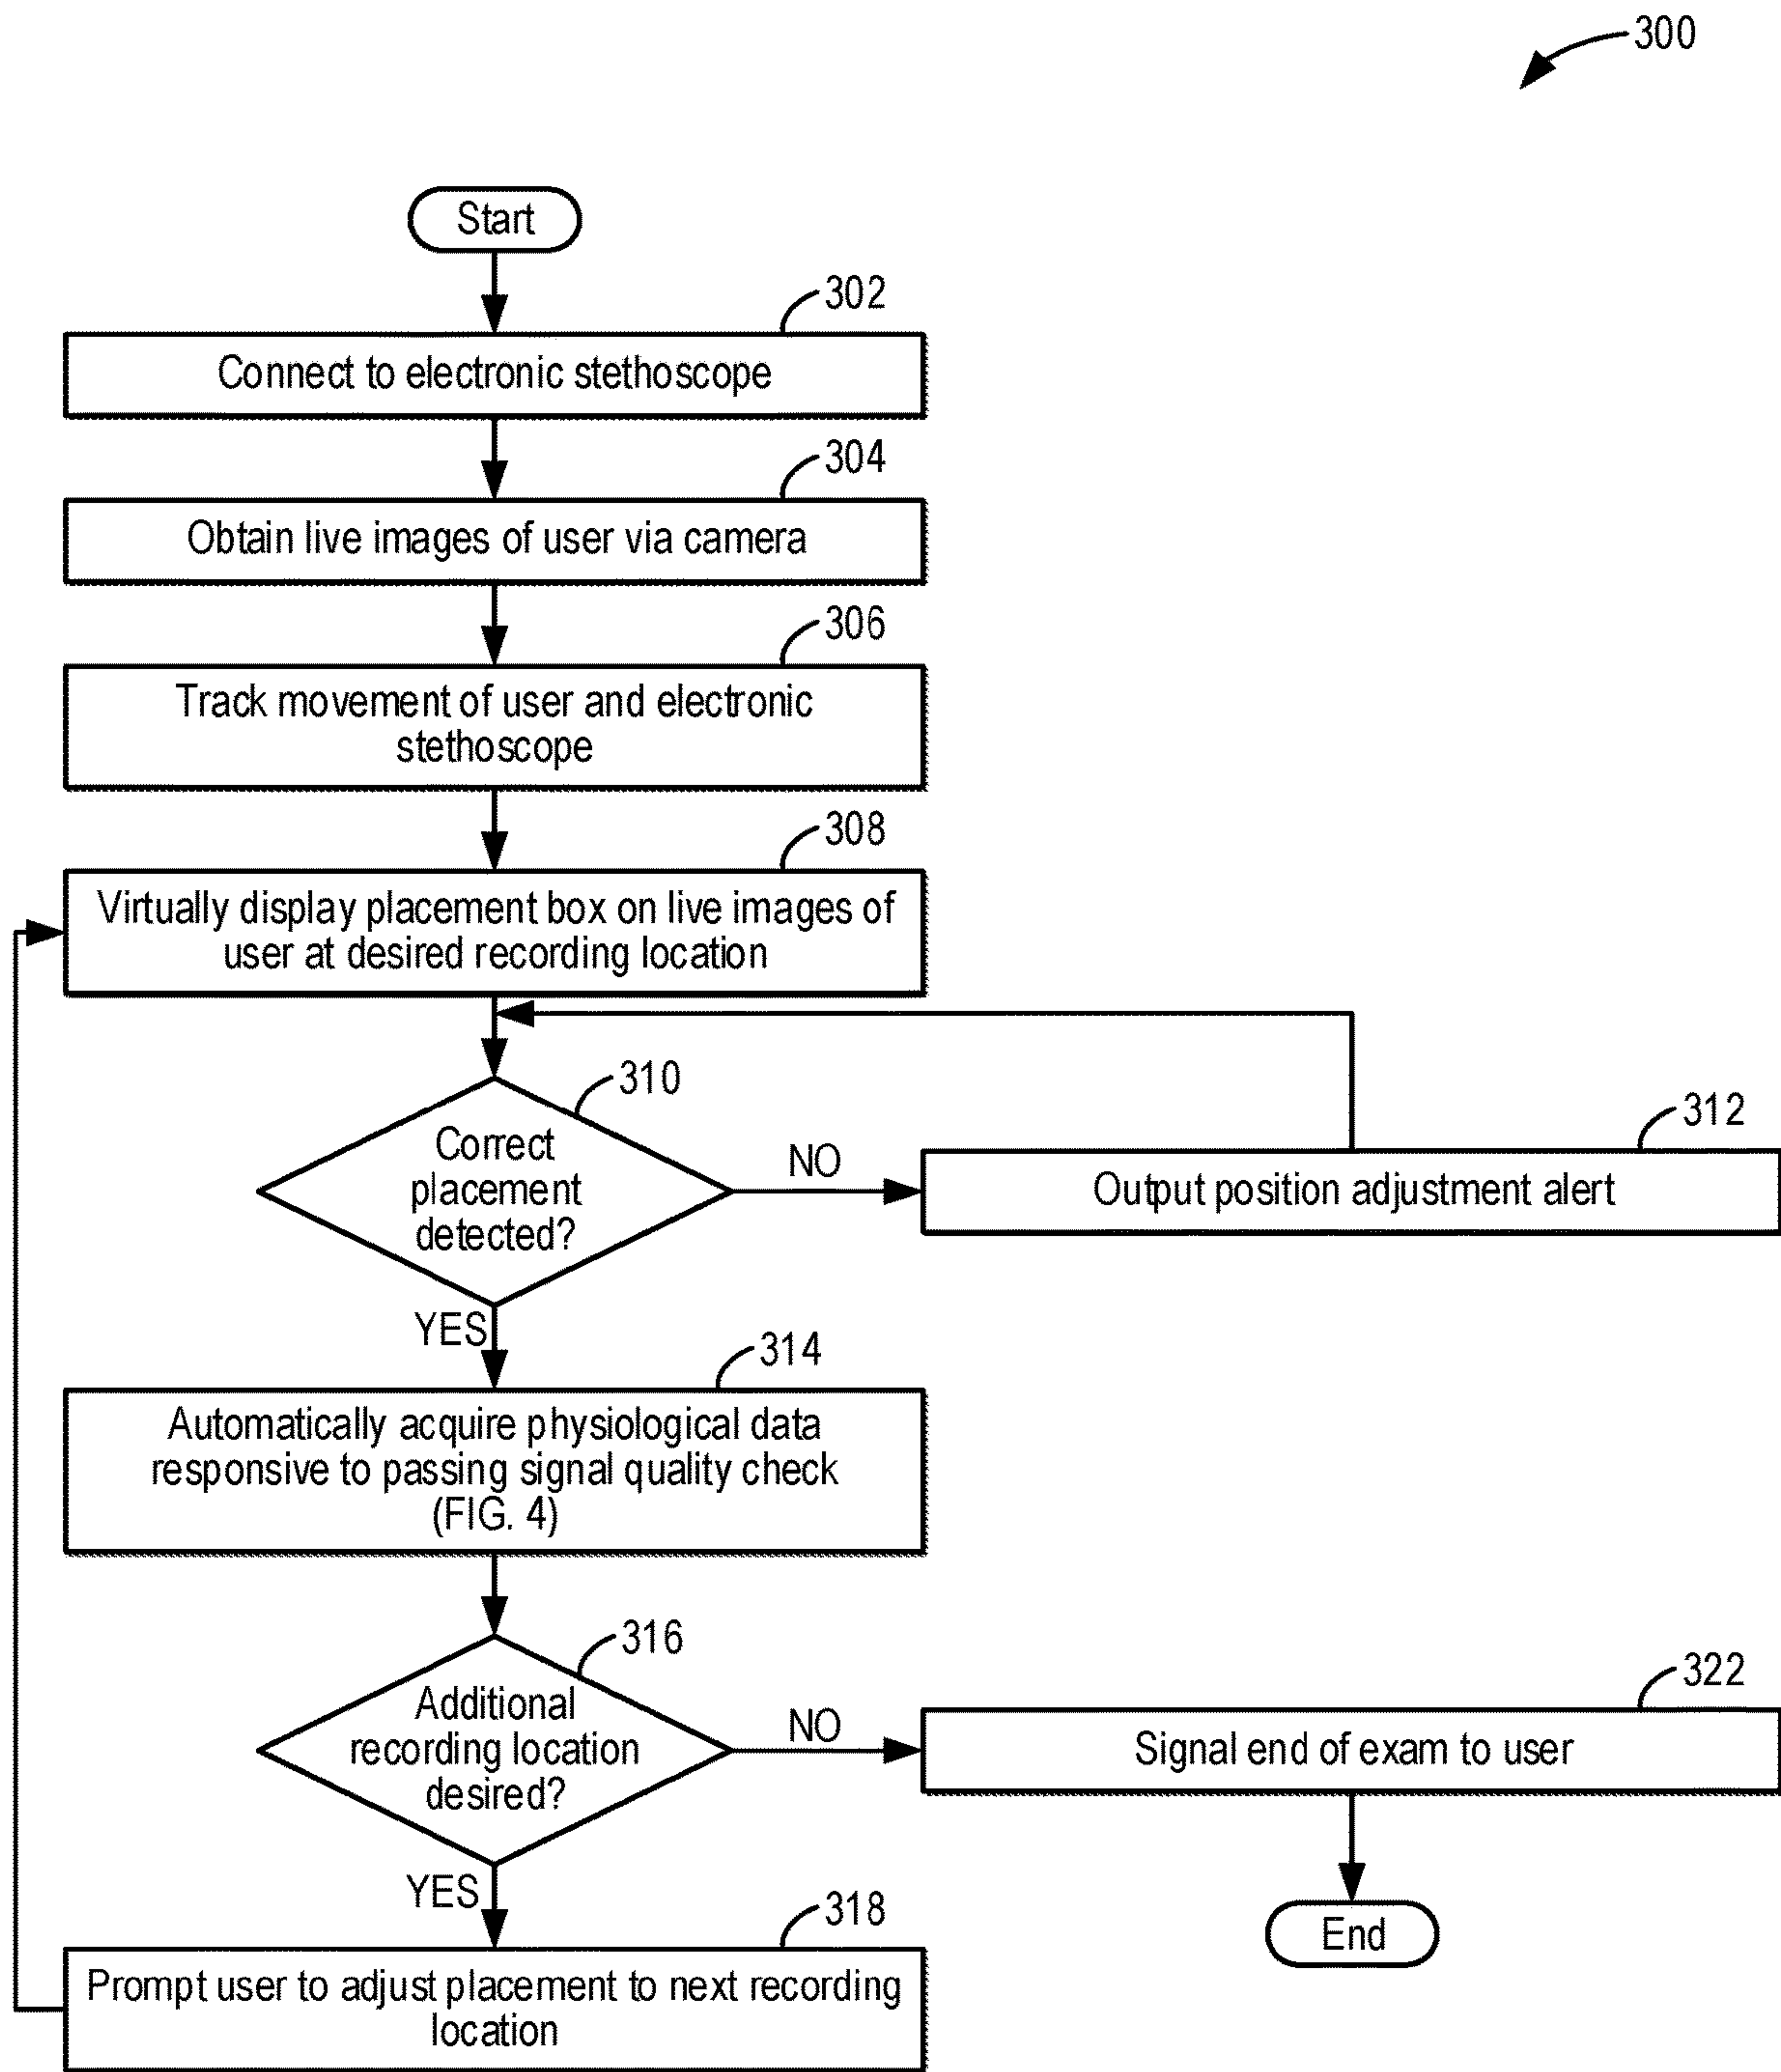 300
Start
302
Connect to electronic stethoscope
304
Obtain live images of user via camera
306
Track movement of user and electronic
stethoscope
308
Virtually display placement box on live images of
user at desired recording location
310
Correct
placement
detected?
NO
312
Output position adjustment alert
YES
314
Automatically acquire physiological data
responsive to passing signal quality check
(FIG. 4)
316
Additional
recording location
desired?
NO
322
Signal end of exam to user
YES
End
318
Prompt user to adjust placement to next recording
location